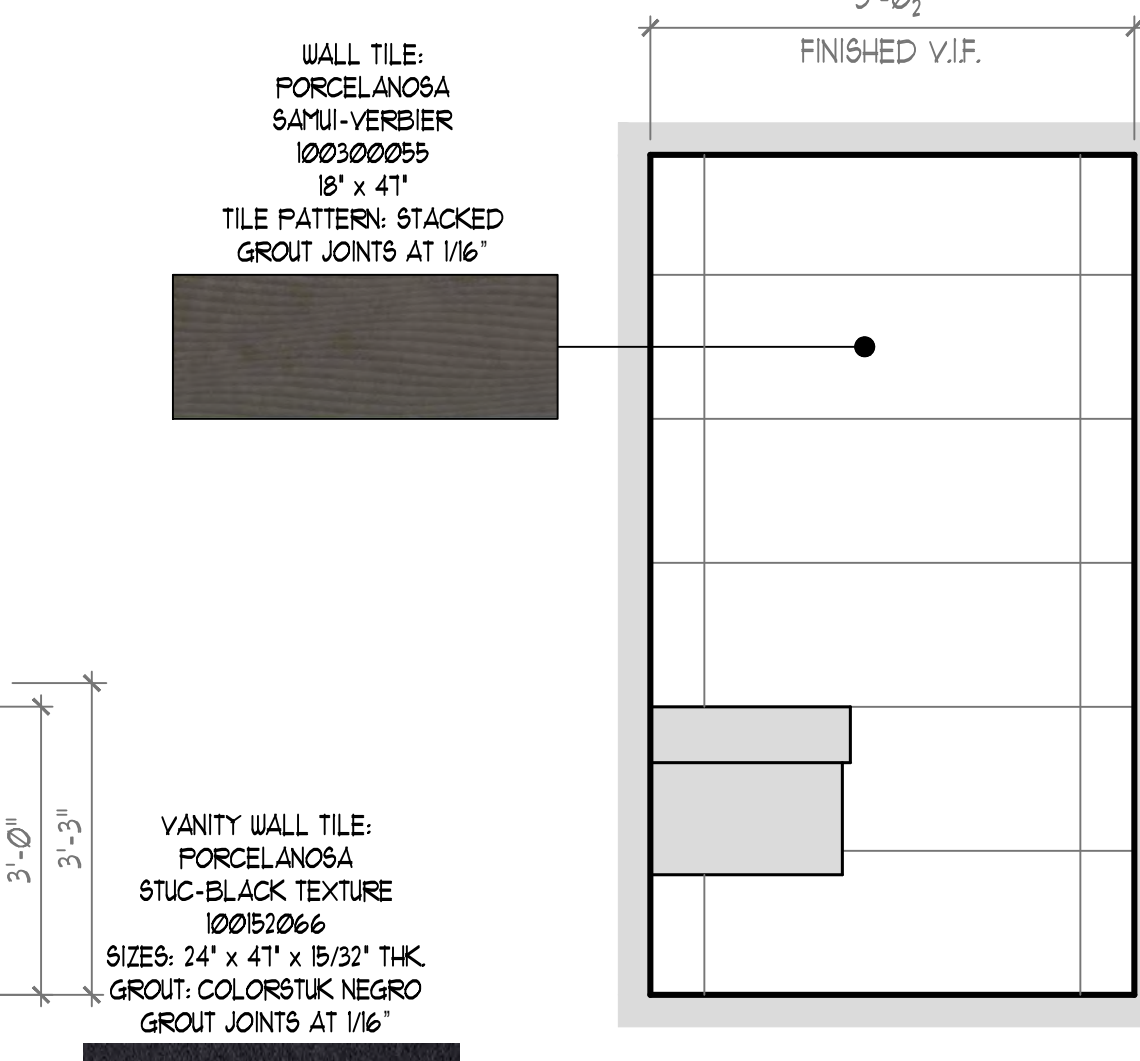 FINISHED V.I.F.
WALL TILE:
PORCELANOSA
SAMUI-VERBIER
100300055
18" x 47"
TILE PATTERN: STACKED
GROUT JOINTS AT 1/16"
3'-0"
3'-3"
VANITY WALL TILE:
PORCELANOSA
STUC-BLACK TEXTURE
100152066
SIZES: 24" x 47" x 15/32" THK.
GROUT: COLORSTUK NEGRO
GROUT JOINTS AT 1/16"